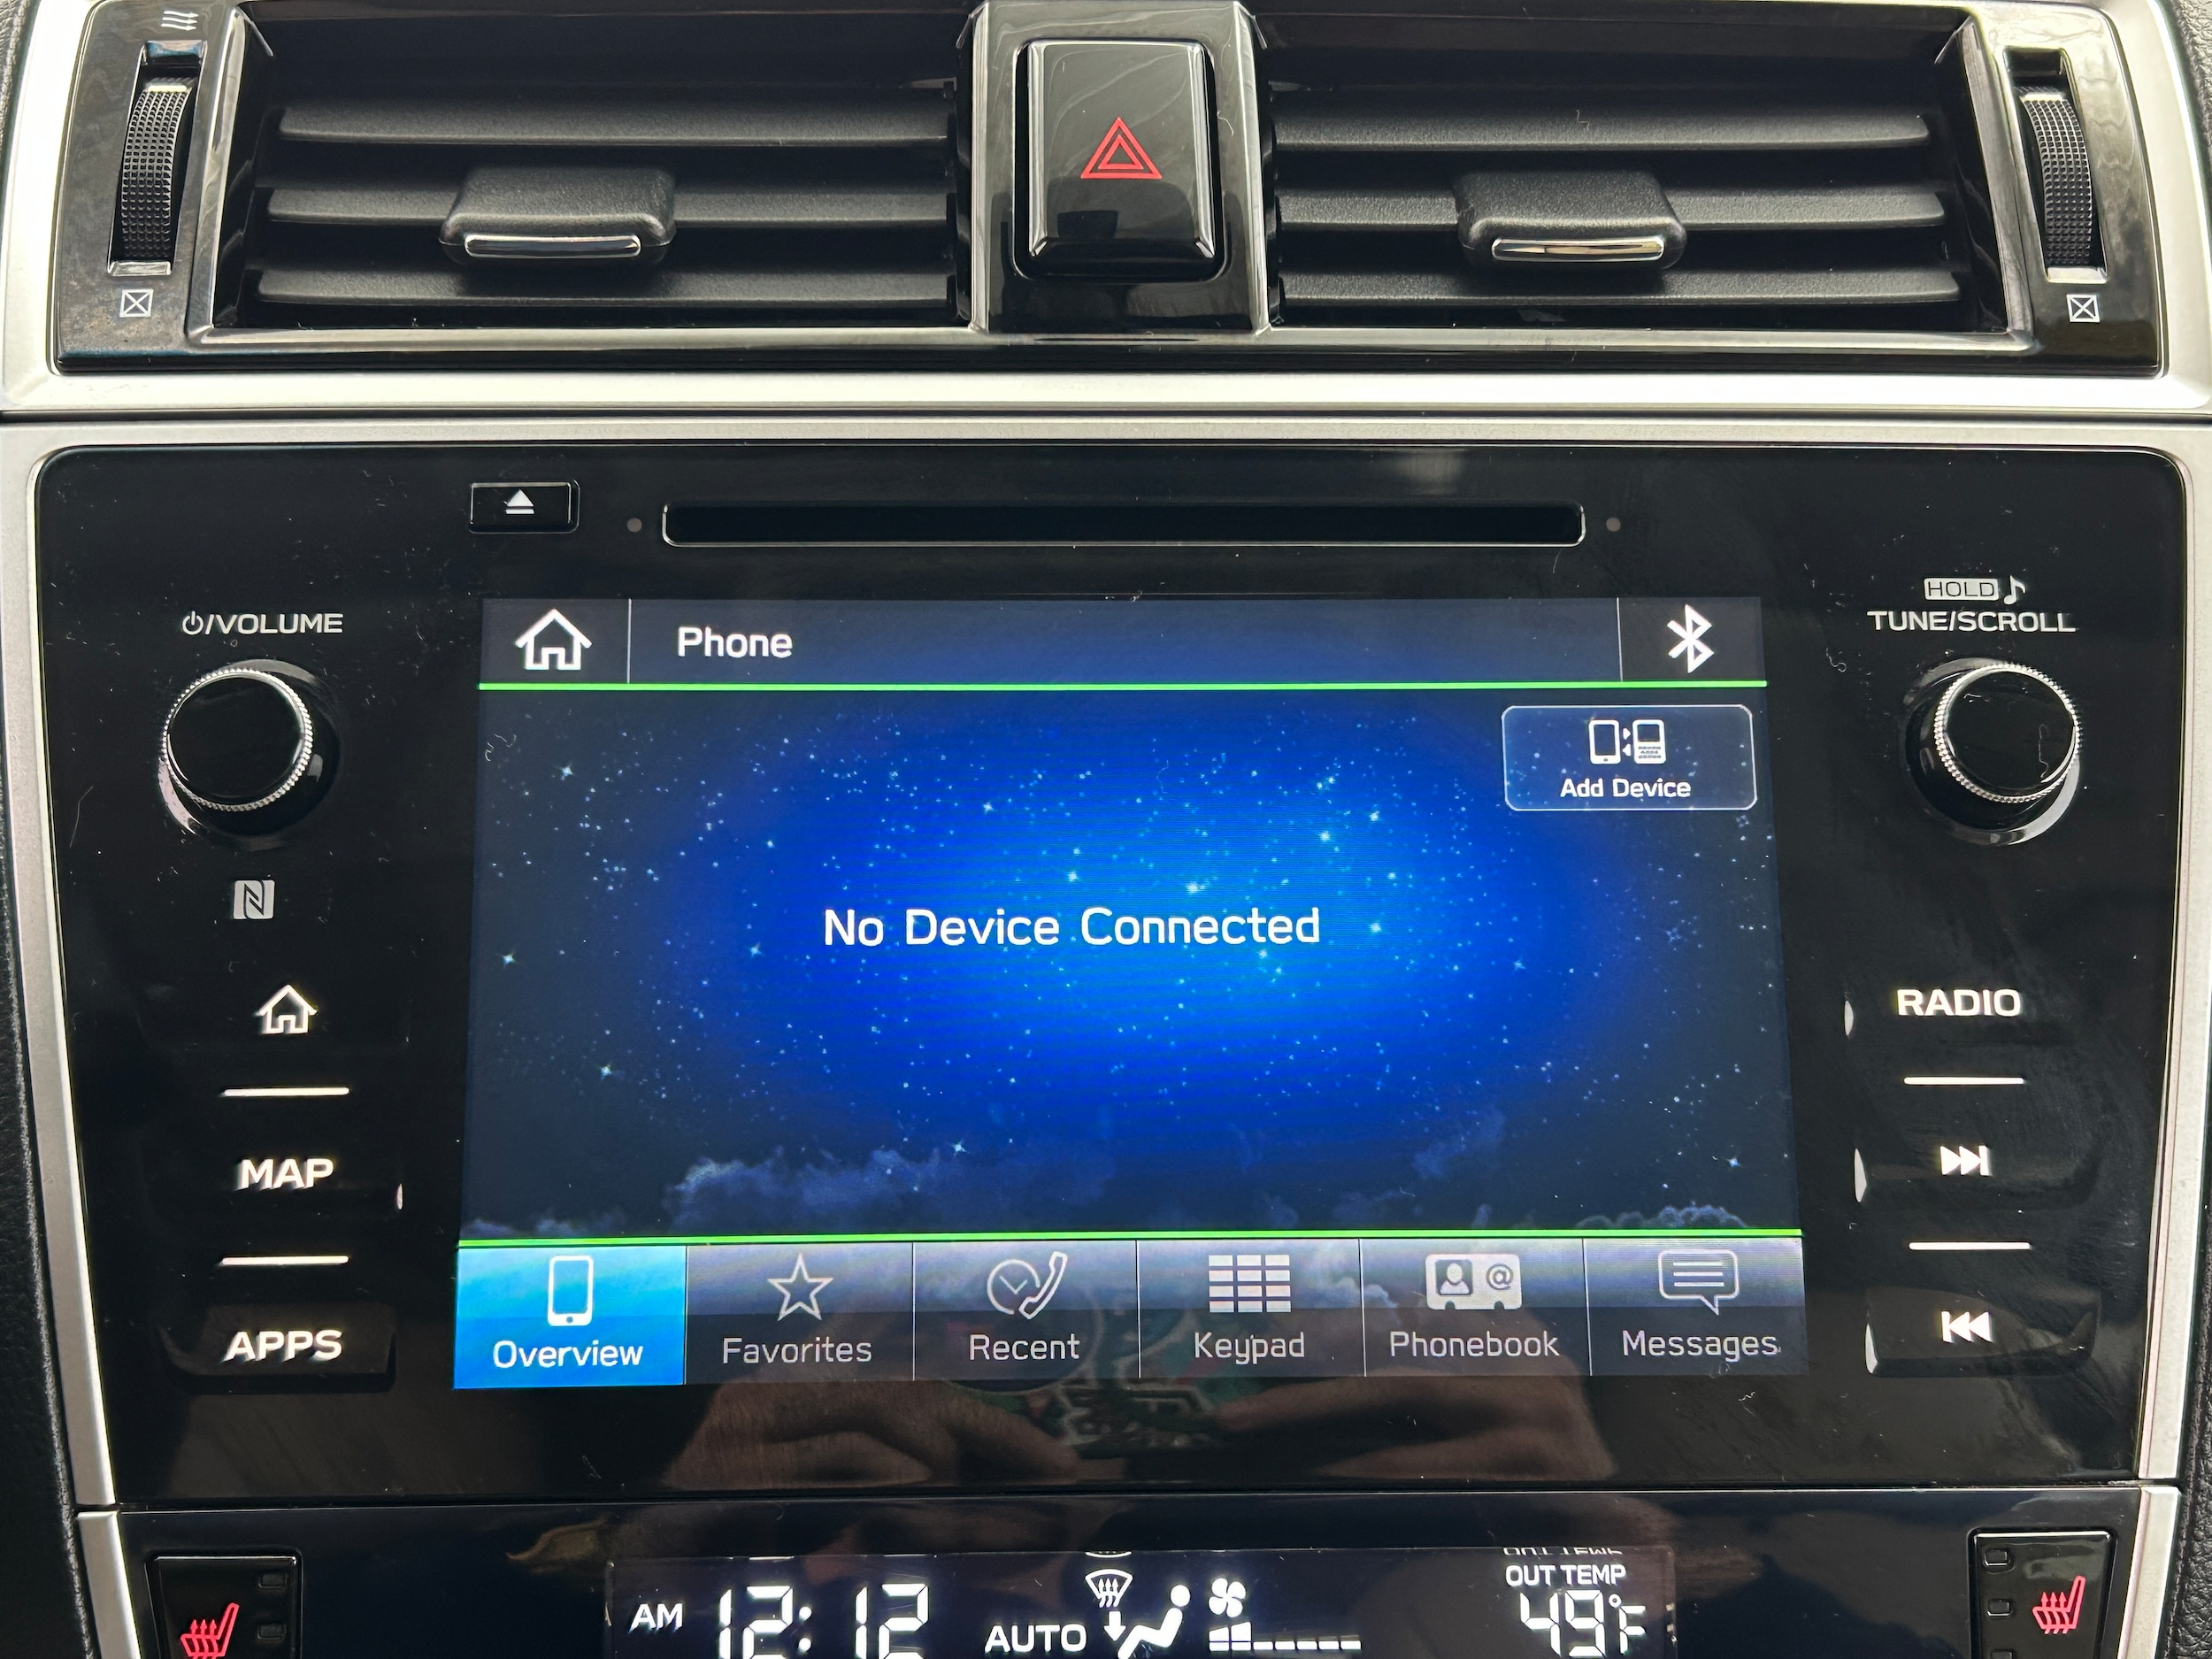 HOLD
/VOLUME
TUNE/SCROLL
Phone
Add Device
No Device Connected
RADIO
MAP
APPS
Overview
Favorites
Recent
Keypad
Phonebook
Messages
OUT TEMP
AM 12:12
AUTO
49°F